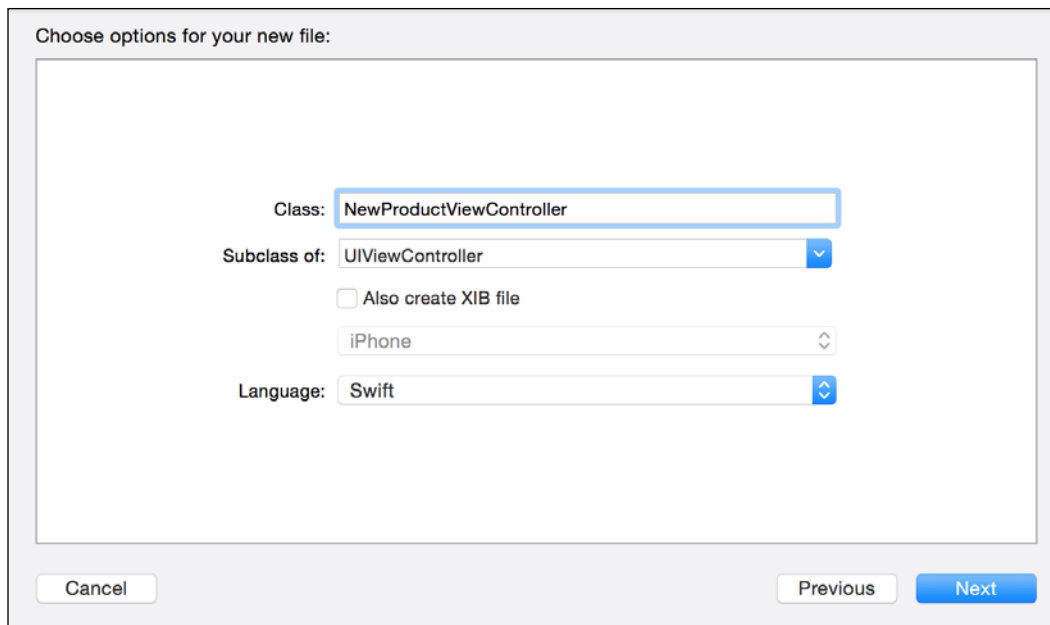 Choose options for your new file:
Class: NewProductViewController
Subclass of: UIViewController
Also create XIB file
iPhone
Language: Swift
Cancel Previous Next